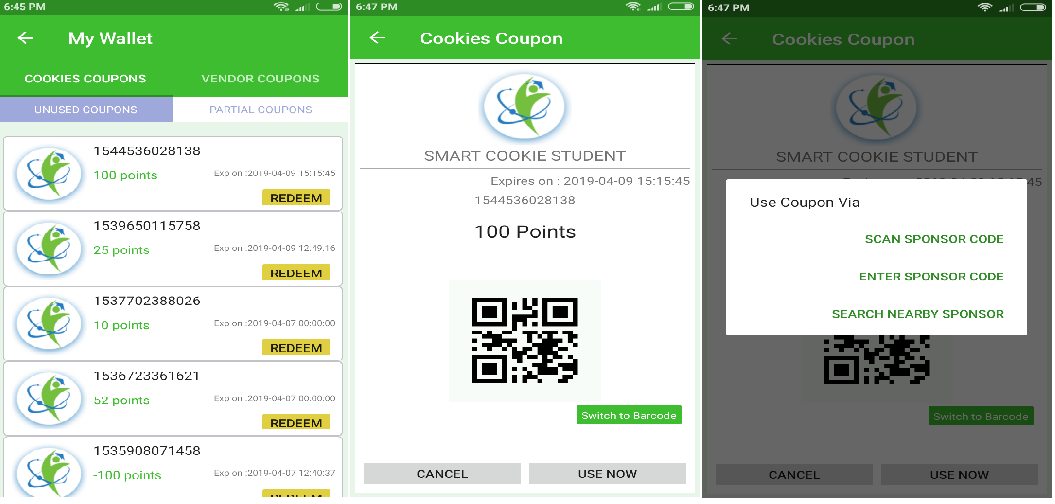 6:45 PM
My Wallet
COOKIES COUPONS VENDOR COUPONS
UNUSED COUPONS PARTIAL COUPONS
1544536028138
100 points
Exp on :2019-04-09 15:15:45
REDEEM
1539650115758
25 points
Exp on :2019-04-09 12:49:16
REDEEM
1537702388026
10 points
Exp on :2019-04-07 00:00:00
REDEEM
1536723361621
52 points
Exp on :2019-04-07 00:00:00
REDEEM
1535908071458
-100 points
Exp on :2019-04-07 12:40:37
REDEEM
6:47 PM
Cookies Coupon
SMART COOKIE STUDENT
Expires on : 2019-04-09 15:15:45
1544536028138
100 Points
Switch to Barcode
CANCEL USE NOW
6:47 PM
Cookies Coupon
SMART COOKIE STUDENT
:45
Use Coupon Via
SCAN SPONSOR CODE
ENTER SPONSOR CODE
SEARCH NEARBY SPONSOR
Switch to Barcode
CANCEL USE NOW